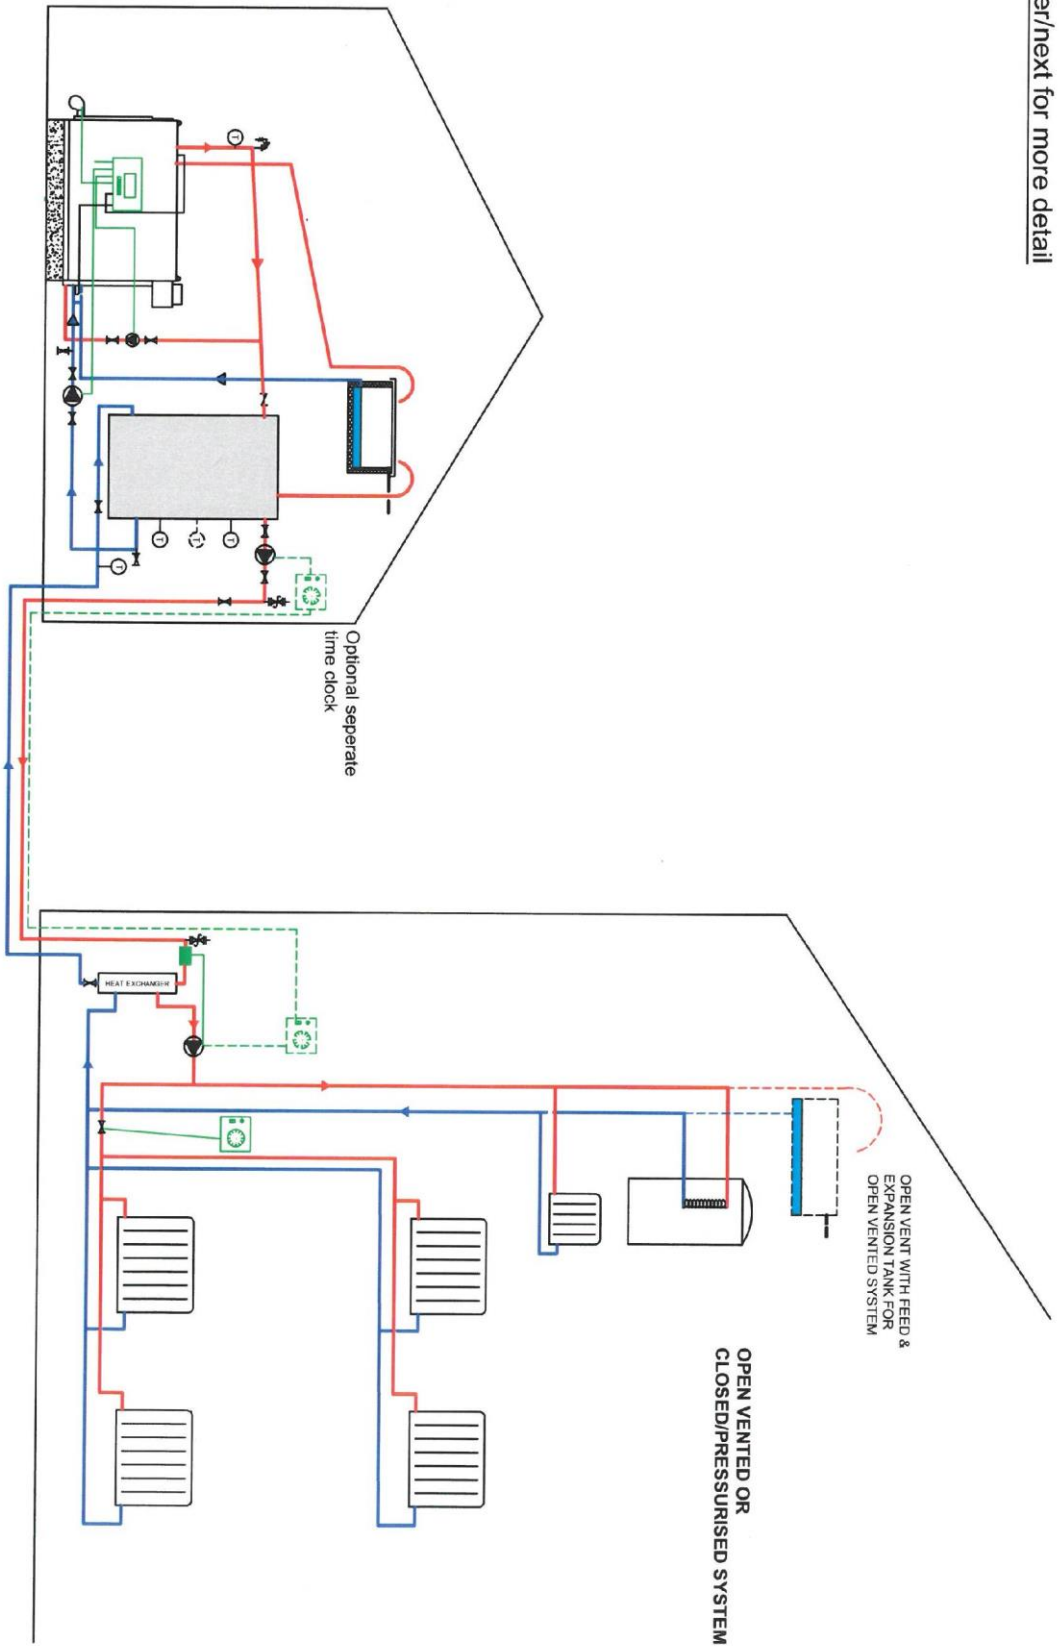 er/next for more detail
Optional seperate
time clock
HEAT EXCHANGER
OPEN VENT WITH FEED &
EXPANSION TANK FOR
OPEN VENTED SYSTEM
OPEN VENTED OR
CLOSED/PRESSURISED SYSTEM
T
T
T
T
T